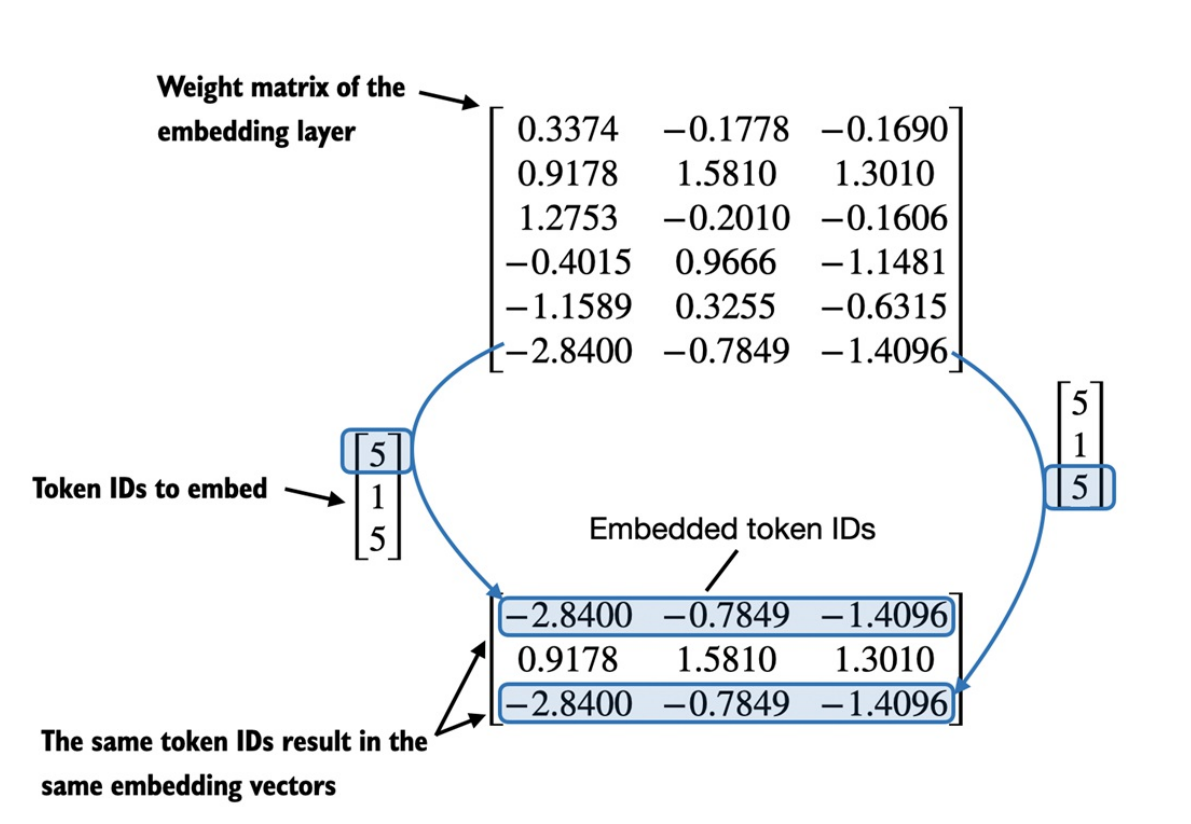 Weight matrix of the
embedding layer
0.3374 −0.1778 −0.1690
0.9178 1.5810 1.3010
1.2753 −0.2010 −0.1606
−0.4015 0.9666 −1.1481
−1.1589 0.3255 −0.6315
−2.8400 −0.7849 −1.4096
5
1
5
Token IDs to embed
5
1
5
Embedded token IDs
−2.8400 −0.7849 −1.4096
0.9178 1.5810 1.3010
−2.8400 −0.7849 −1.4096
The same token IDs result in the
same embedding vectors